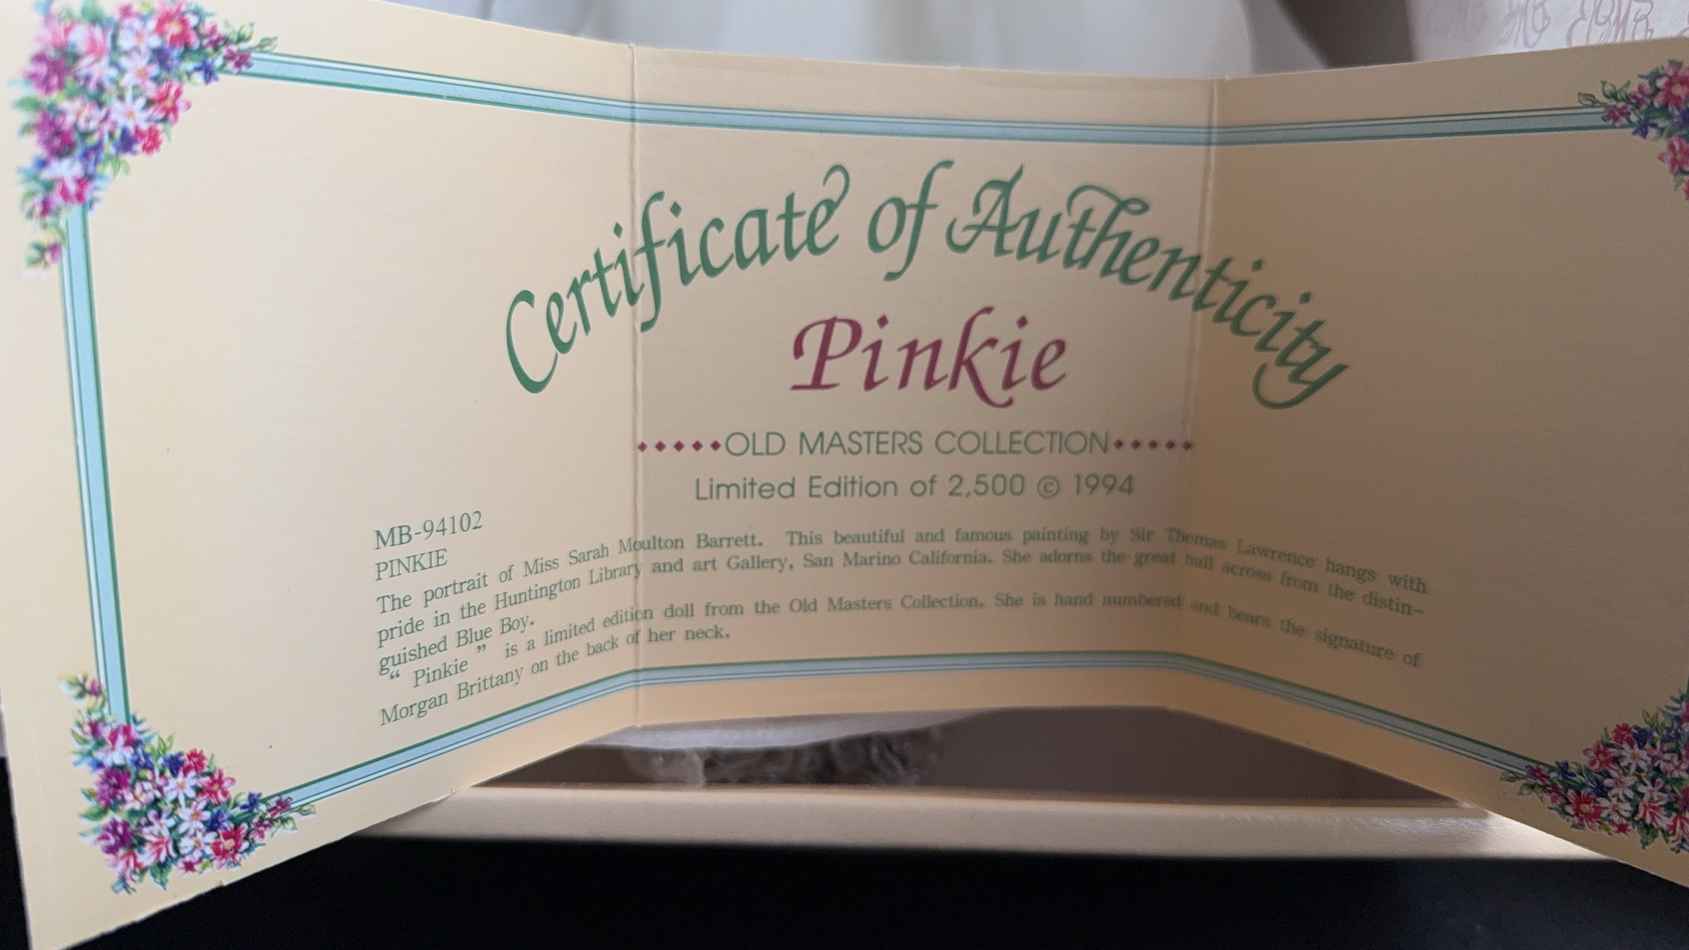 Certificate of Authenticity
Pinkie
OLD MASTERS COLLECTION
Limited Edition of 2,500 © 1994
MB-94102
PINKIE
The portrait of Miss Sarah Moulton Barrett. This beautiful and famous painting by Sir Thomas Lawrence hangs with
pride in the Huntington Library and art Gallery, San Marino California. She adorns the great hall across from the distin-
guished Blue Boy.
“ Pinkie ” is a limited edition doll from the Old Masters Collection. She is hand numbered and bears the signature of
Morgan Brittany on the back of her neck.